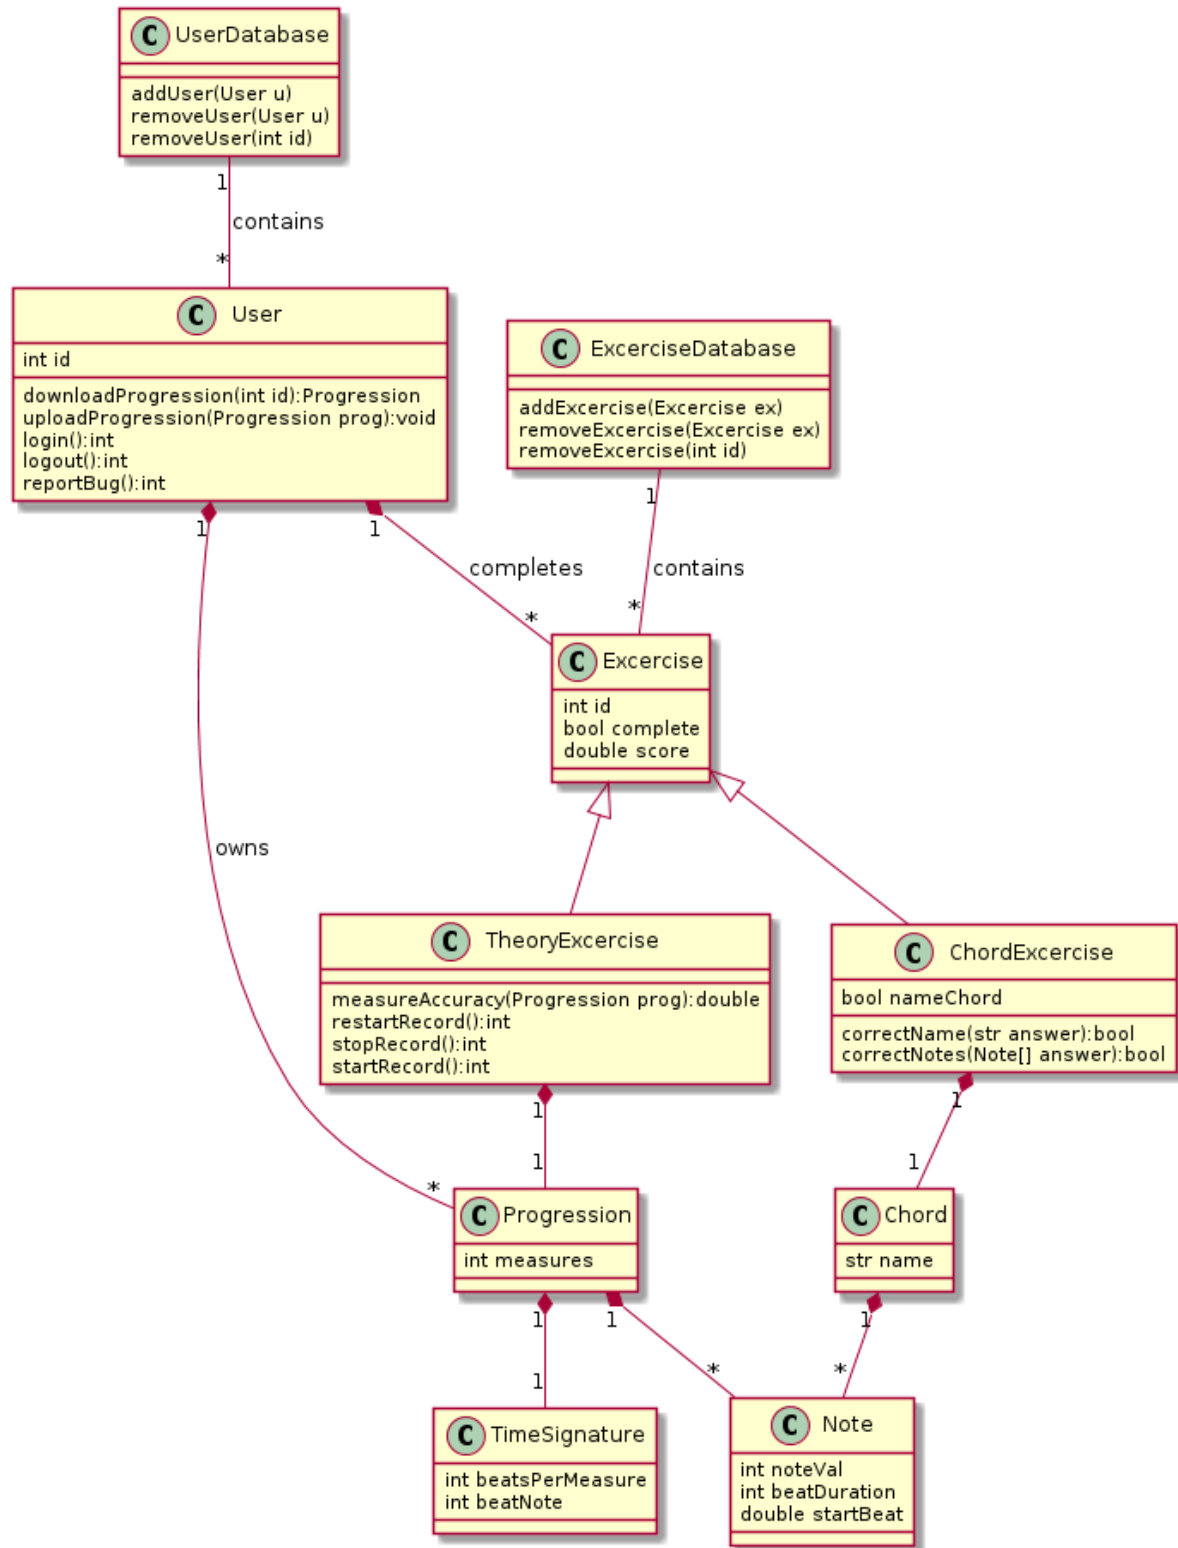 C UserDatabase
addUser(User u)
removeUser(User u)
removeUser(int id)
1
contains
*
C User
int id
downloadProgression(int id):Progression
uploadProgression(Progression prog):void
login():int
logout():int
reportBug():int
C ExcerciseDatabase
addExcercise(Excercise ex)
removeExcercise(Excercise ex)
removeExcercise(int id)
1
1
1
completes
contains
*
*
C Excercise
int id
bool complete
double score
owns
C TheoryExcercise
measureAccuracy(Progression prog):double
restartRecord():int
stopRecord():int
startRecord():int
C ChordExcercise
bool nameChord
correctName(str answer):bool
correctNotes(Note[] answer):bool
1
1
*
1
1
C Progression
int measures
C Chord
str name
1
1
1
1
*
*
C TimeSignature
int beatsPerMeasure
int beatNote
C Note
int noteVal
int beatDuration
double startBeat